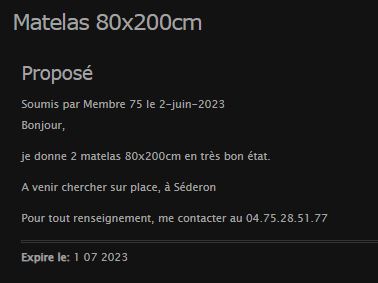 Matelas 80x200cm
Proposé
Soumis par Membre 75 le 2-juin-2023
Bonjour,
je donne 2 matelas 80x200cm en très bon état.
A venir chercher sur place, à Séderon
Pour tout renseignement, me contacter au 04.75.28.51.77
Expire le: 1 07 2023